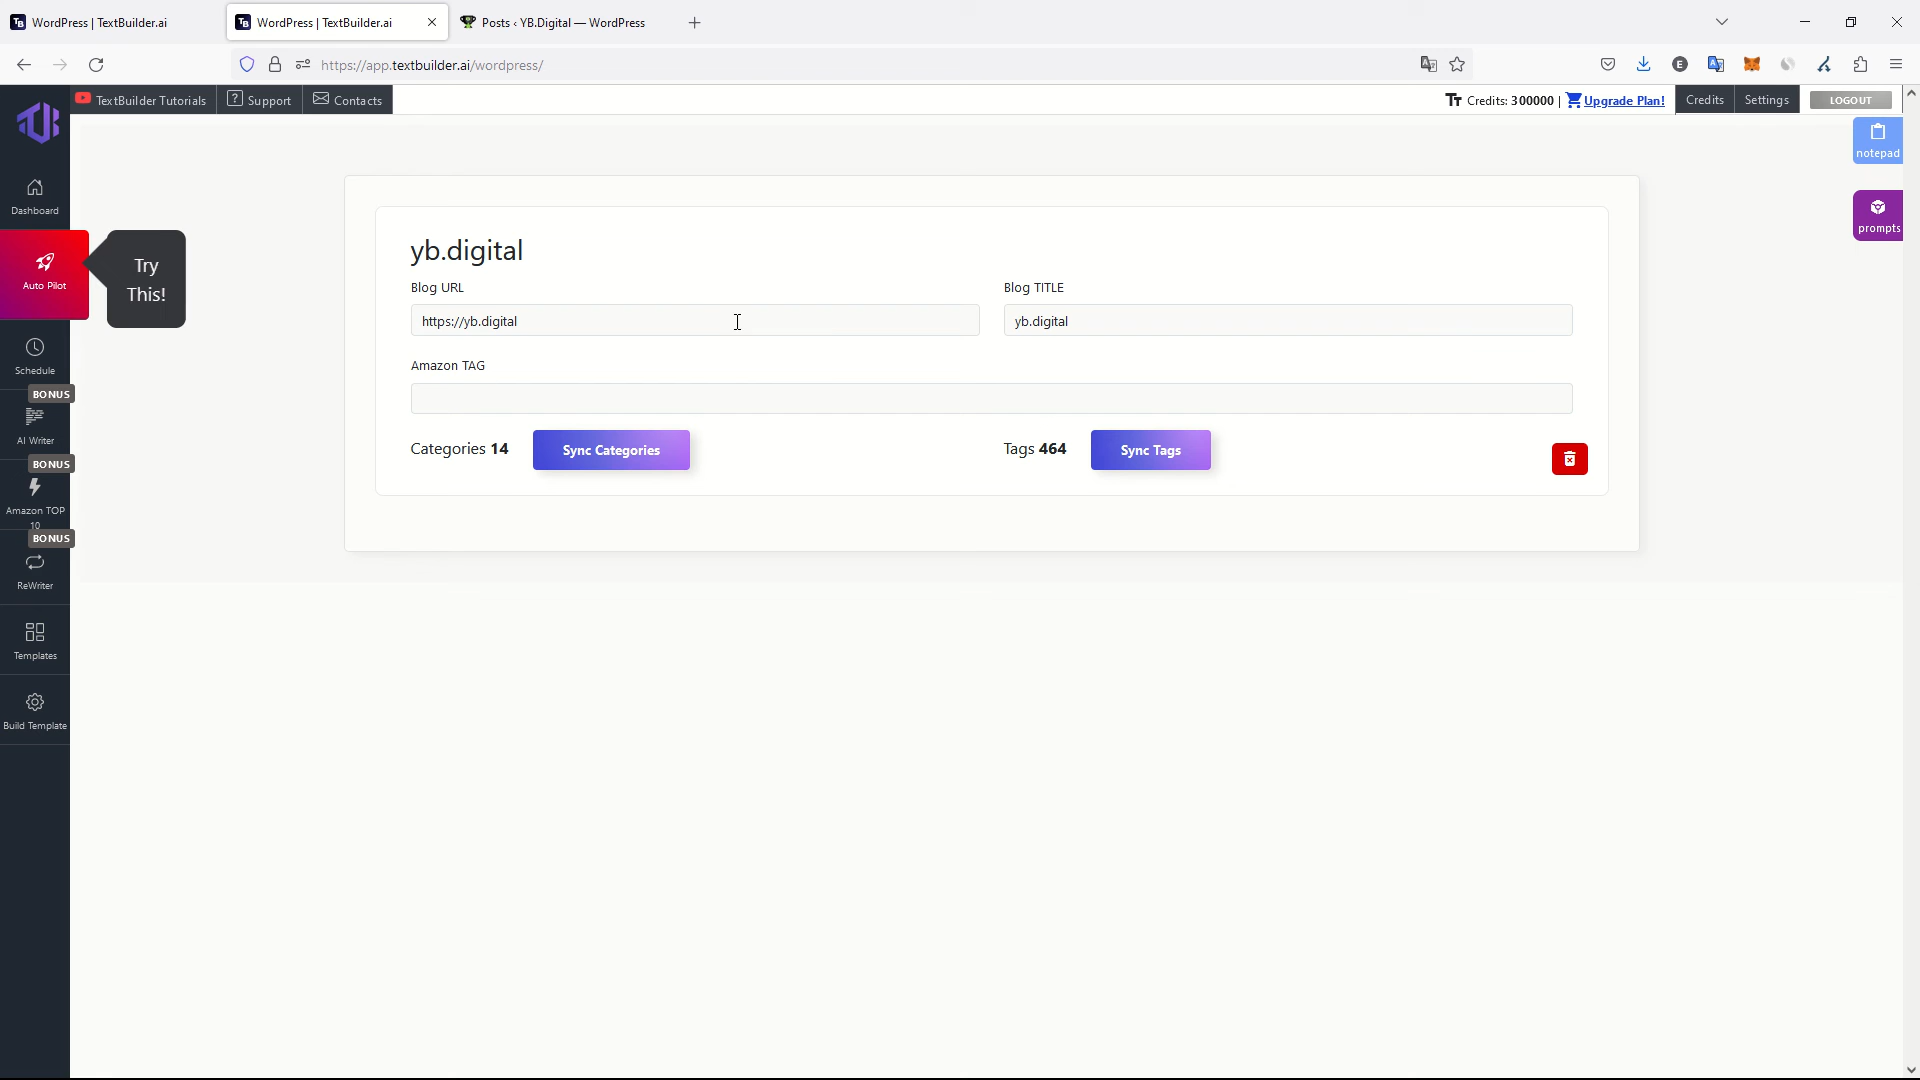 WordPress | TextBuilder.ai
WordPress | TextBuilder.ai
Posts ‹ YB.Digital — WordPress
https://app.textbuilder.ai/wordpress/
TextBuilder Tutorials
Support
Contacts
Credits: 300000 | Upgrade Plan!
Credits
Settings
LOGOUT
notepad
prompts
Dashboard
Auto Pilot
Try
This!
Schedule
BONUS
AI Writer
BONUS
Amazon TOP
10
BONUS
ReWriter
Templates
Build Template
yb.digital
Blog URL
Blog TITLE
https://yb.digital
yb.digital
Amazon TAG
Categories 14
Sync Categories
Tags 464
Sync Tags